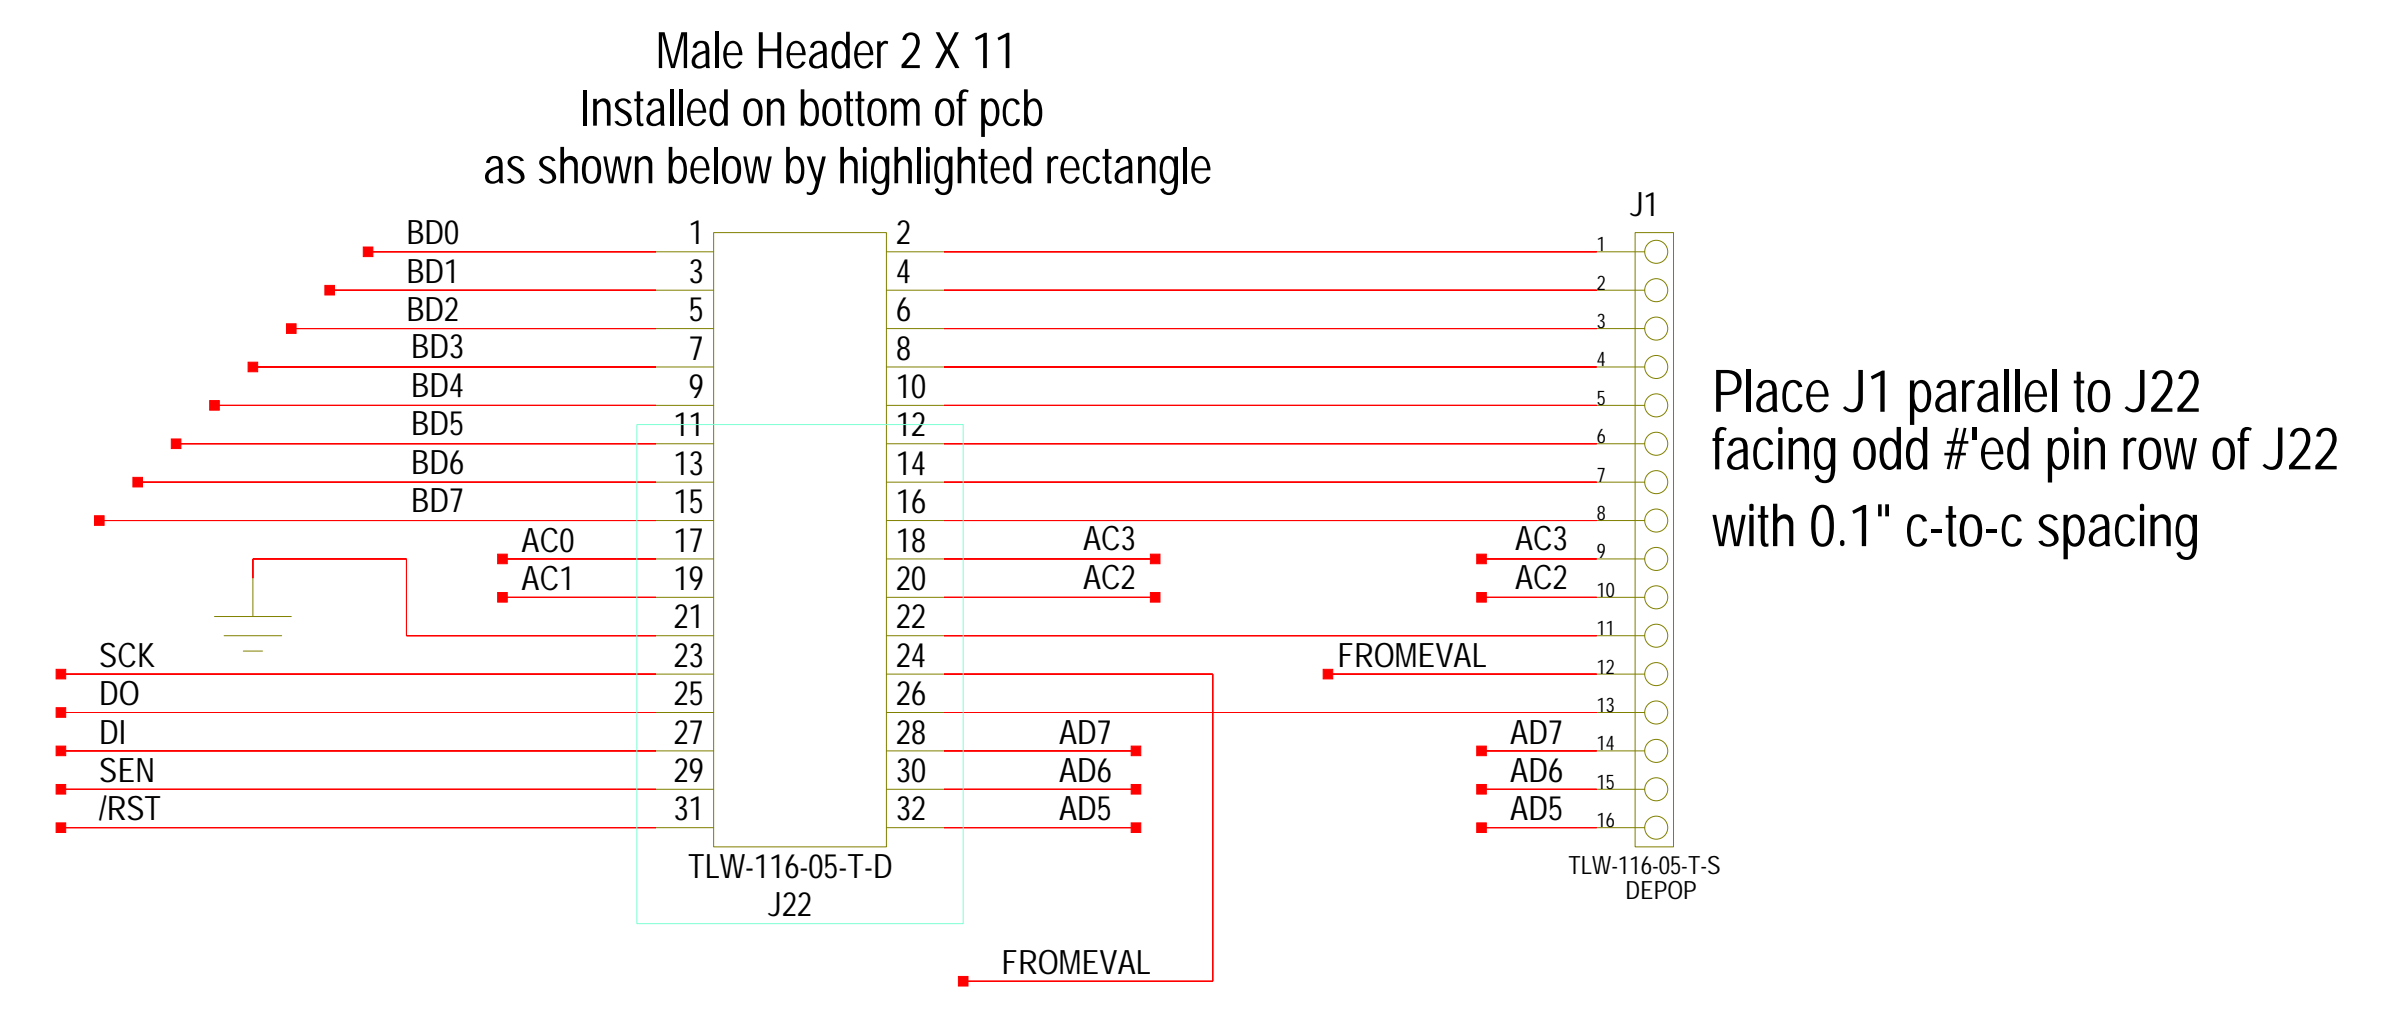 Male Header 2 X 11
Installed on bottom of pcb
as shown below by highlighted rectangle
J1
BD0 1 2 1
BD1 3 4 2
BD2 5 6 3
BD3 7 8 4
BD4 9 10 5
BD5 11 12 6
BD6 13 14 7
BD7 15 16 8
AC0 17 18 AC3 AC3 9
AC1 19 20 AC2 AC2 10
21 22 11
SCK 23 24 FROMEVAL 12
DO 25 26 13
DI 27 28 AD7 AD7 14
SEN 29 30 AD6 AD6 15
/RST 31 32 AD5 AD5 16
TLW-116-05-T-D
J22
TLW-116-05-T-S
DEPOP
FROMEVAL
Place J1 parallel to J22
facing odd #'ed pin row of J22
with 0.1" c-to-c spacing